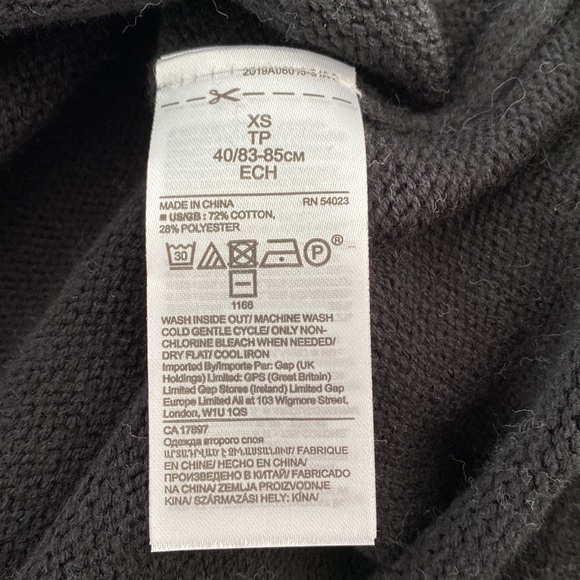 XS
TP
40/83-85CM
ECH
MADE IN CHINA RN 54023
■ US/GB : 72% COTTON,
28% POLYESTER
30 P ®
1166
WASH INSIDE OUT/ MACHINE WASH
COLD GENTLE CYCLE/ ONLY NON-
CHLORINE BLEACH WHEN NEEDED/
DRY FLAT/ COOL IRON
Imported By/Importe Par: Gap (UK
Holdings) Limited: GPS (Great Britain)
Limited Gap Stores (Ireland) Limited Gap
Europe Limited All at 103 Wigmore Street,
London, W1U 1QS
CA 17897
Одежда второго слоя
ԱՐՏԱԴՐՎԱԾ Է ՉԻՆԱՍՏԱՆՈՒՄ/ FABRIQUE
EN CHINE/ HECHO EN CHINA/
ПРОИЗВЕДЕНО В КИТАЙ/ FABRICADO
NA CHINA/ ZEMLJA PROIZVODNJE
KINA/ SZÁRMAZÁSI HELY: KÍNA/